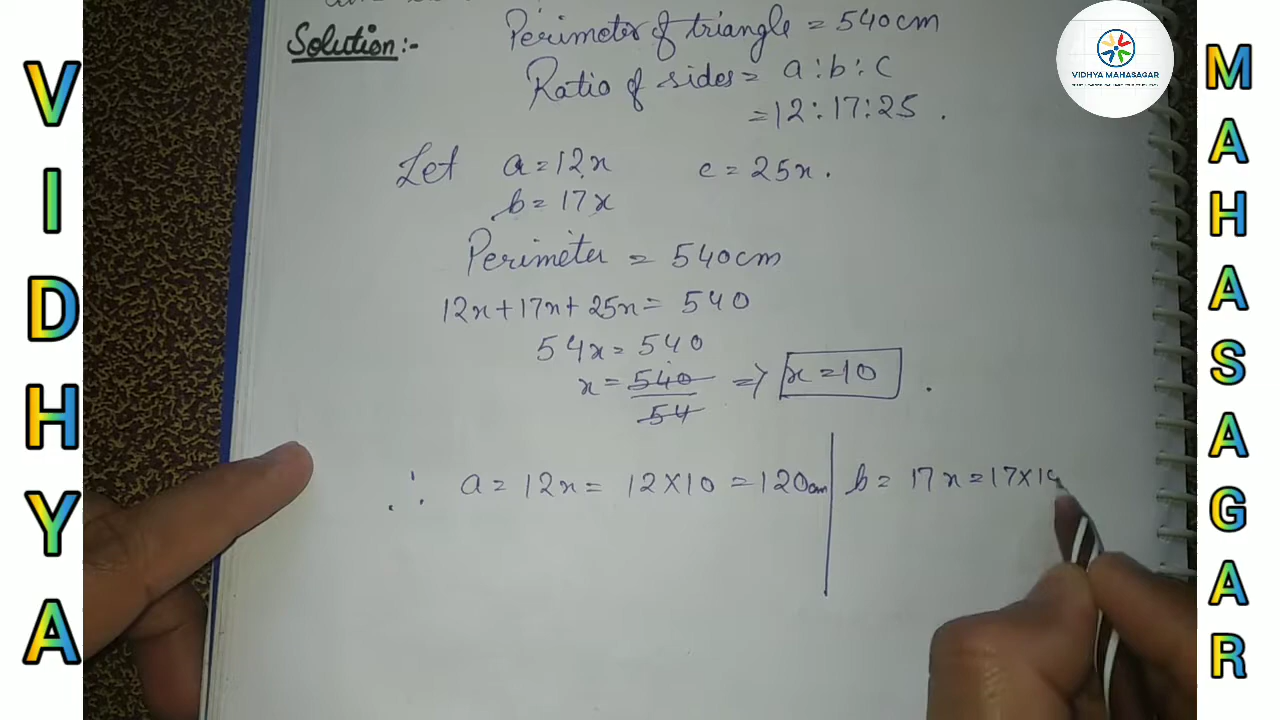 VIDHYA
Solution:-
Perimeter of triangle = 540cm
Ratio of sides = a:b:c
= 12:17:25.
Let a = 12x c = 25x.
b = 17x
Perimeter = 540cm
12x + 17x + 25x = 540
54x = 540
x = 540/54 => x = 10.
∴ a = 12x = 12×10 = 120cm
b = 17x = 17×10
VIDHYA MAHASAGAR
MAHASAGAR